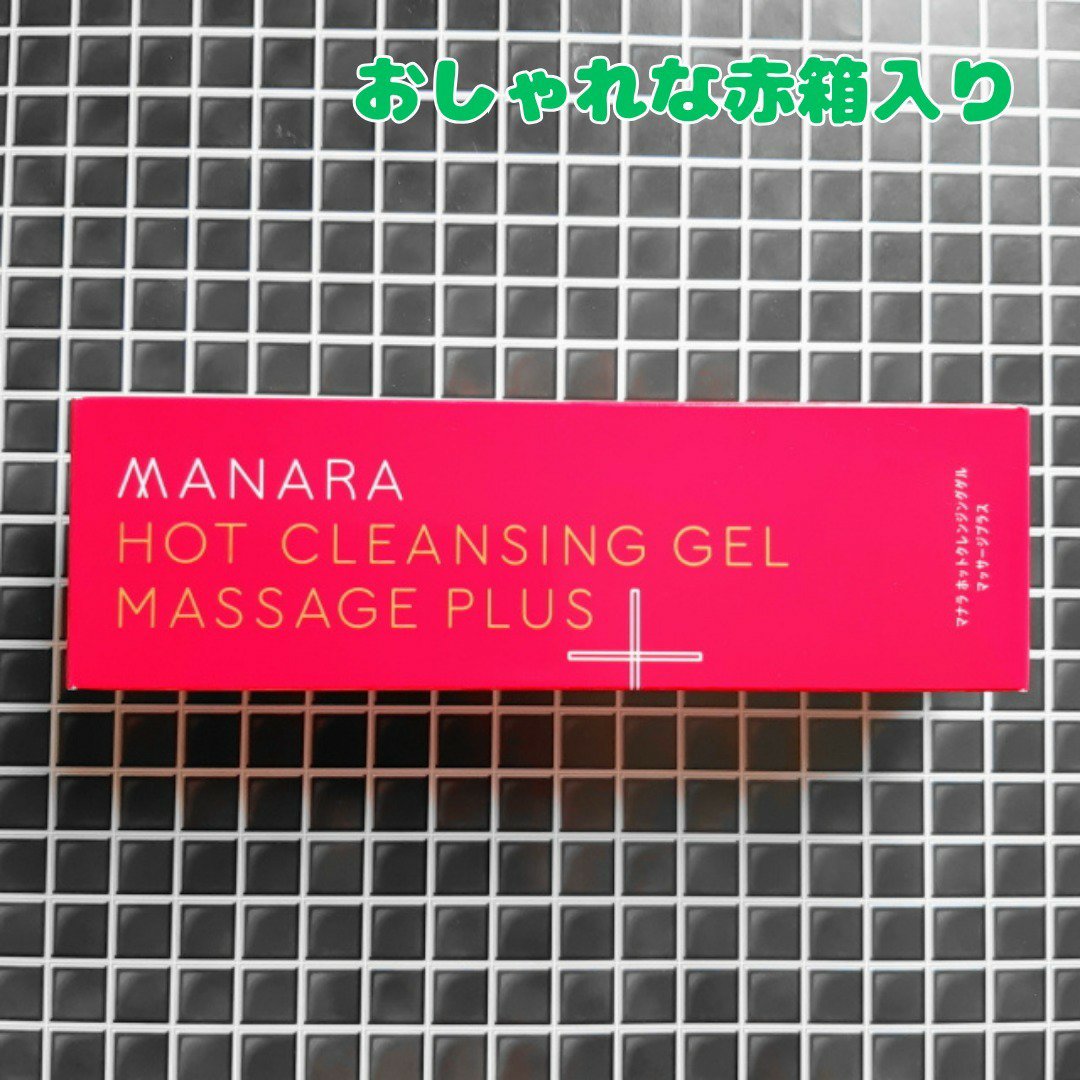 おしゃれな赤箱入り
MANARA
HOT CLEANSING GEL
MASSAGE PLUS
マナラ ホットクレンジングゲル
マッサージプラス